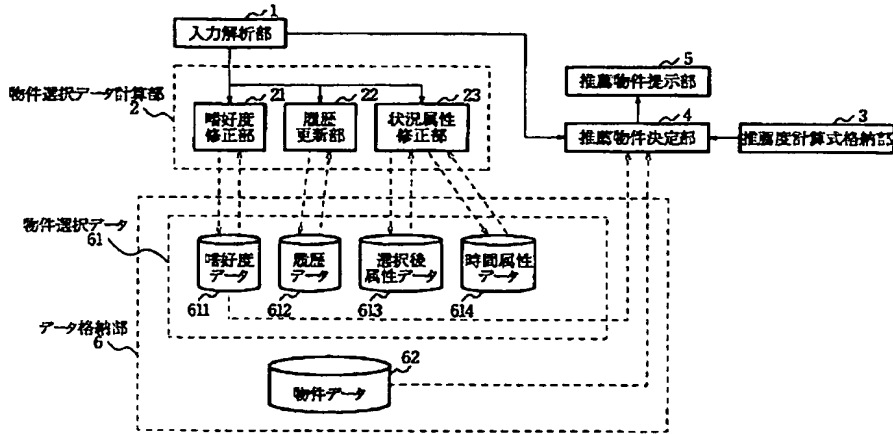 1
入力解析部
5
推薦物件提示部
物件選択データ計算部
2
21
嗜好度
修正部
22
履歴
更新部
23
状況属性
修正部
4
推薦物件決定部
3
推薦度計算式格納部
物件選択データ
61
嗜好度
データ
611
履歴
データ
612
選択後
属性データ
613
時間属性
データ
614
データ格納部
6
62
物件データ